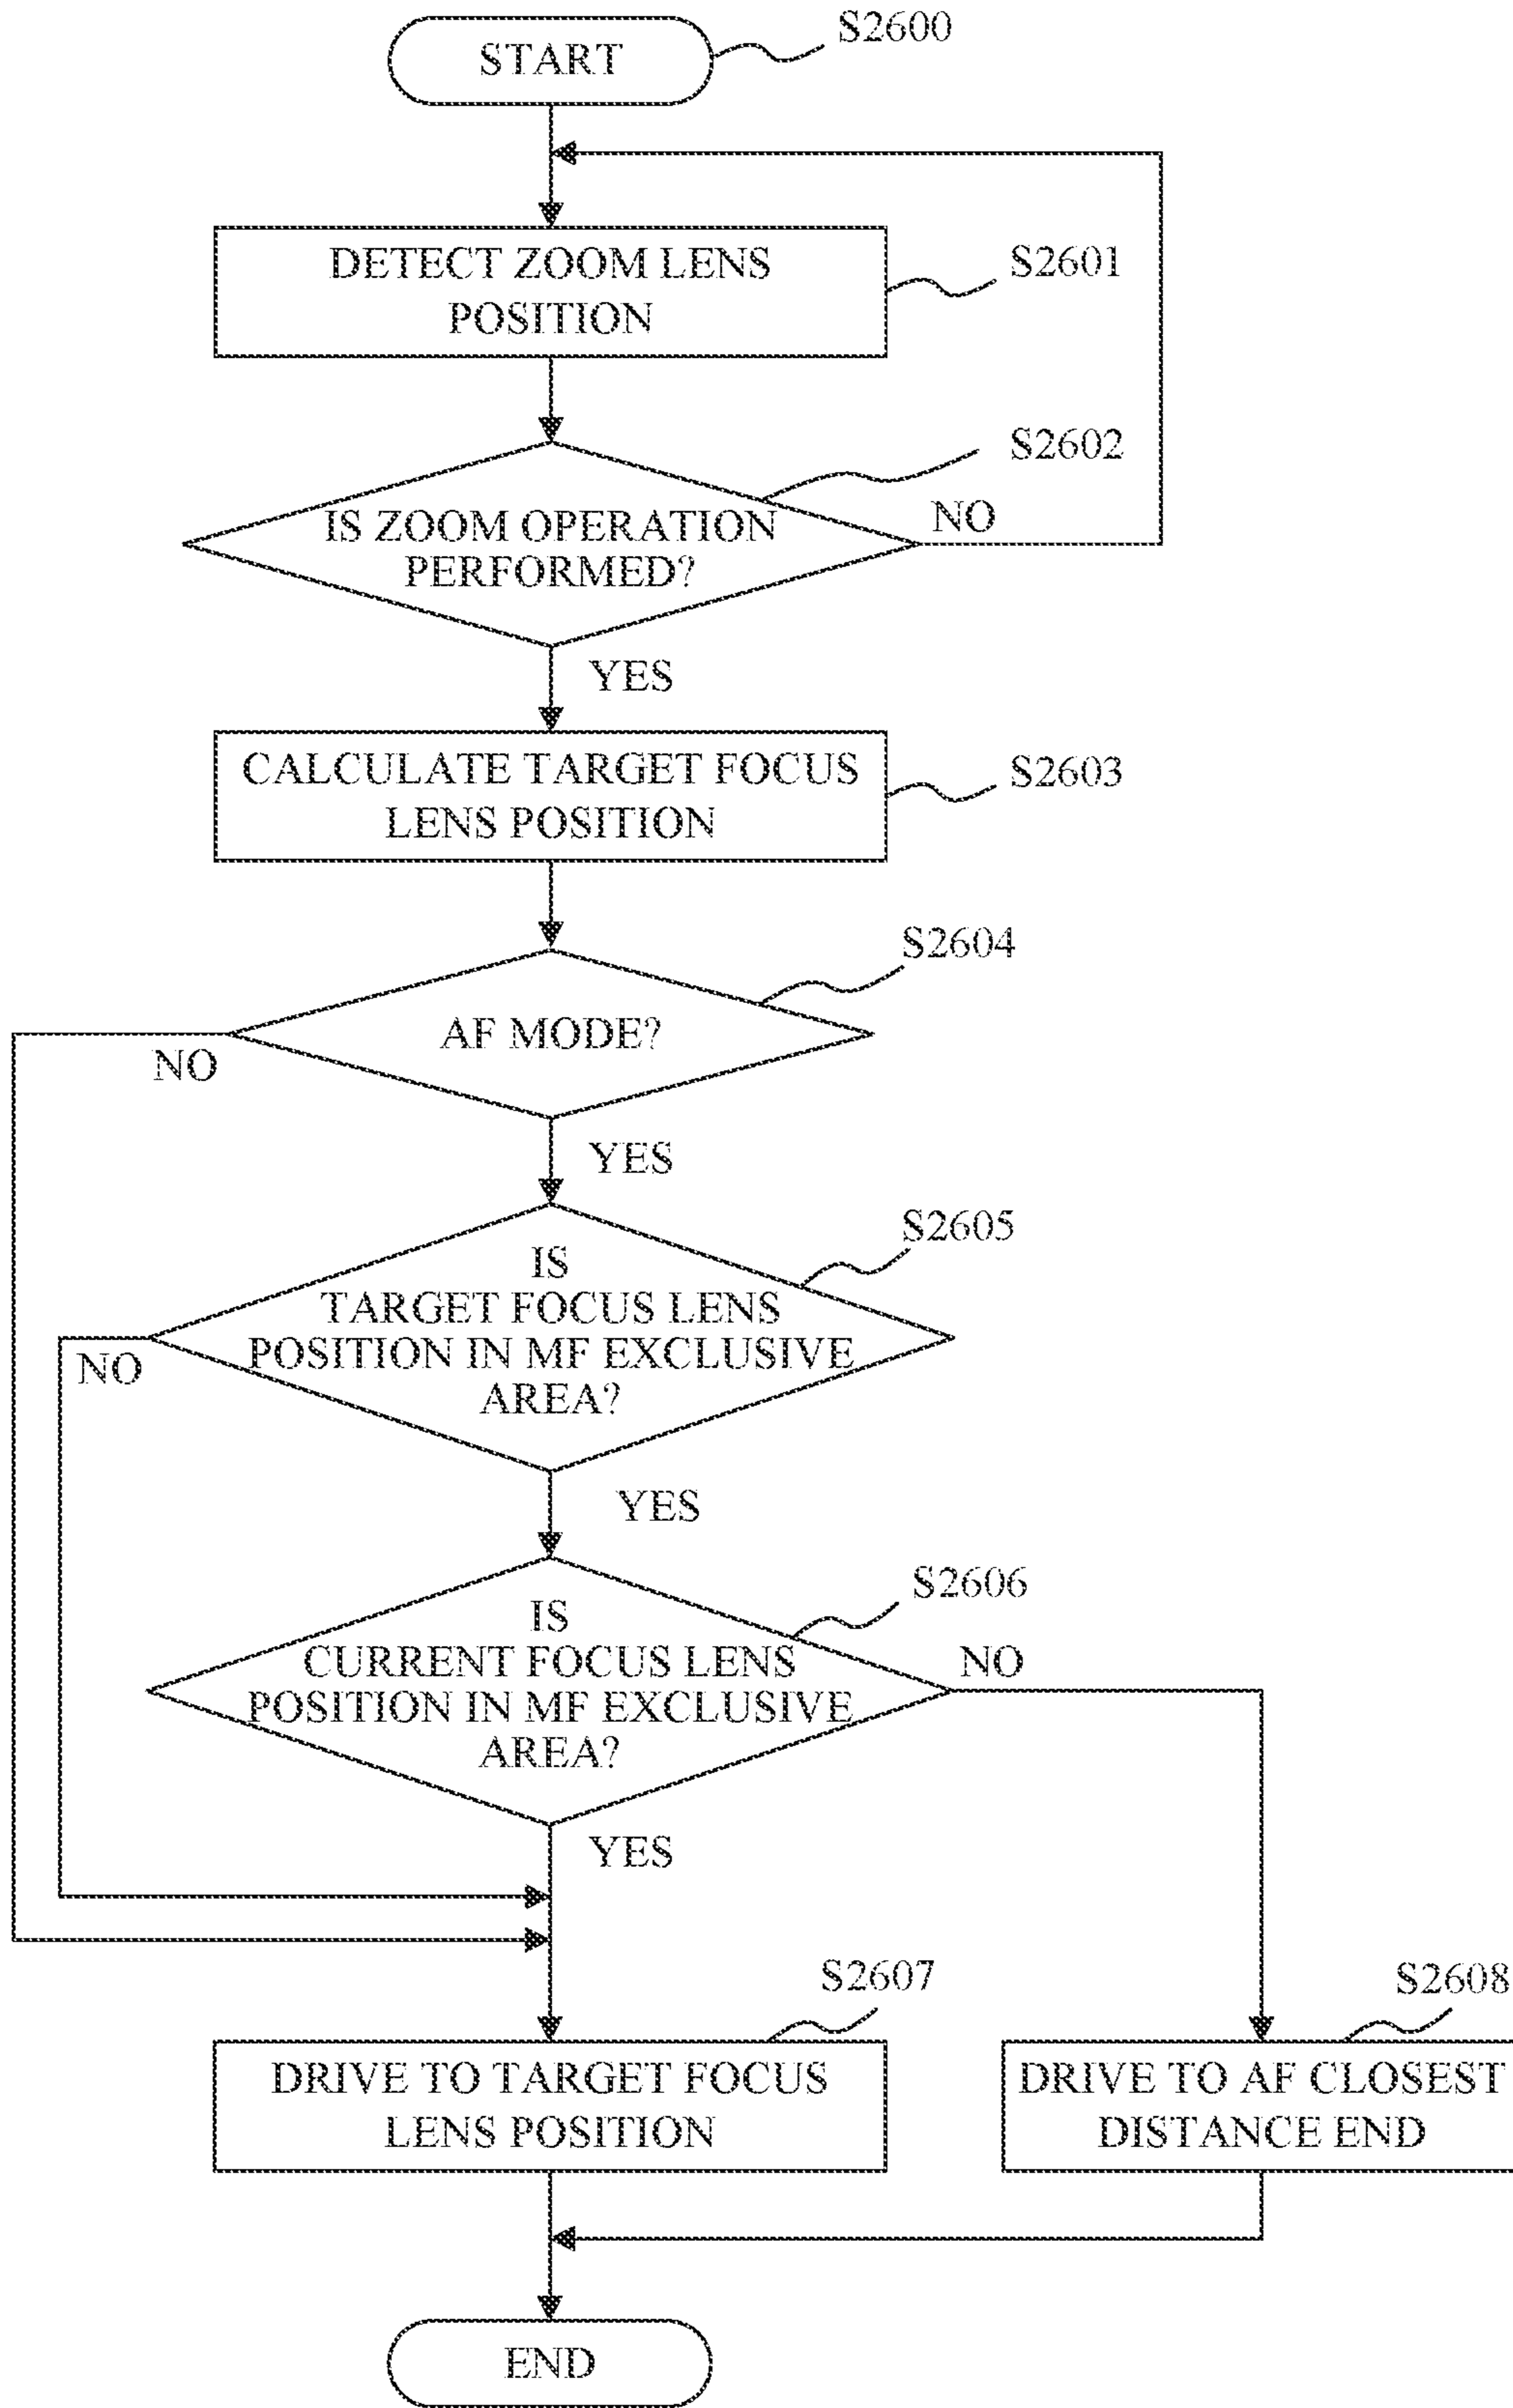 START
S2600
DETECT ZOOM LENS
POSITION
S2601
S2602
IS ZOOM OPERATION
PERFORMED?
NO
YES
CALCULATE TARGET FOCUS
LENS POSITION
S2603
S2604
AF MODE?
NO
YES
S2605
IS
TARGET FOCUS LENS
POSITION IN MF EXCLUSIVE
AREA?
NO
YES
S2606
IS
CURRENT FOCUS LENS
POSITION IN MF EXCLUSIVE
AREA?
NO
YES
S2607
DRIVE TO TARGET FOCUS
LENS POSITION
S2608
DRIVE TO AF CLOSEST
DISTANCE END
END